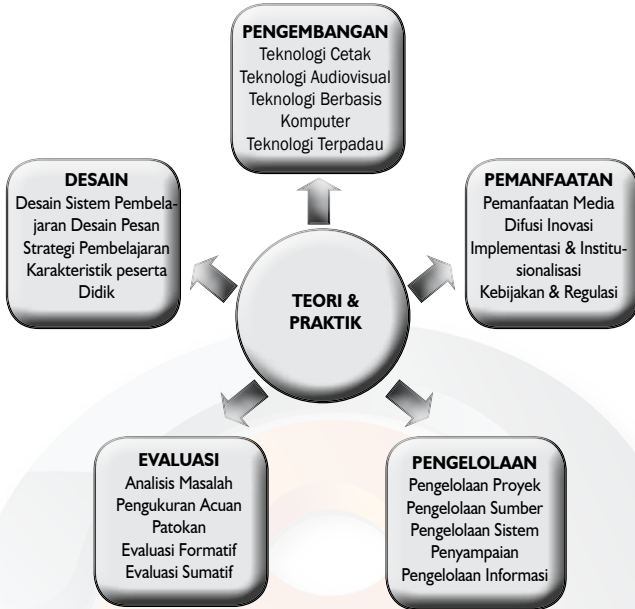 PENGEMBANGAN
Teknologi Cetak
Teknologi Audiovisual
Teknologi Berbasis
Komputer
Teknologi Terpadau
DESAIN
Desain Sistem Pembela-
jaran Desain Pesan
Strategi Pembelajaran
Karakteristik peserta
Didik
PEMANFAATAN
Pemanfaatan Media
Difusi Inovasi
Implementasi & Institu-
sionalisasi
Kebijakan & Regulasi
TEORI &
PRAKTIK
EVALUASI
Analisis Masalah
Pengukuran Acuan
Patokan
Evaluasi Formatif
Evaluasi Sumatif
PENGELOLAAN
Pengelolaan Proyek
Pengelolaan Sumber
Pengelolaan Sistem
Penyampaian
Pengelolaan Informasi